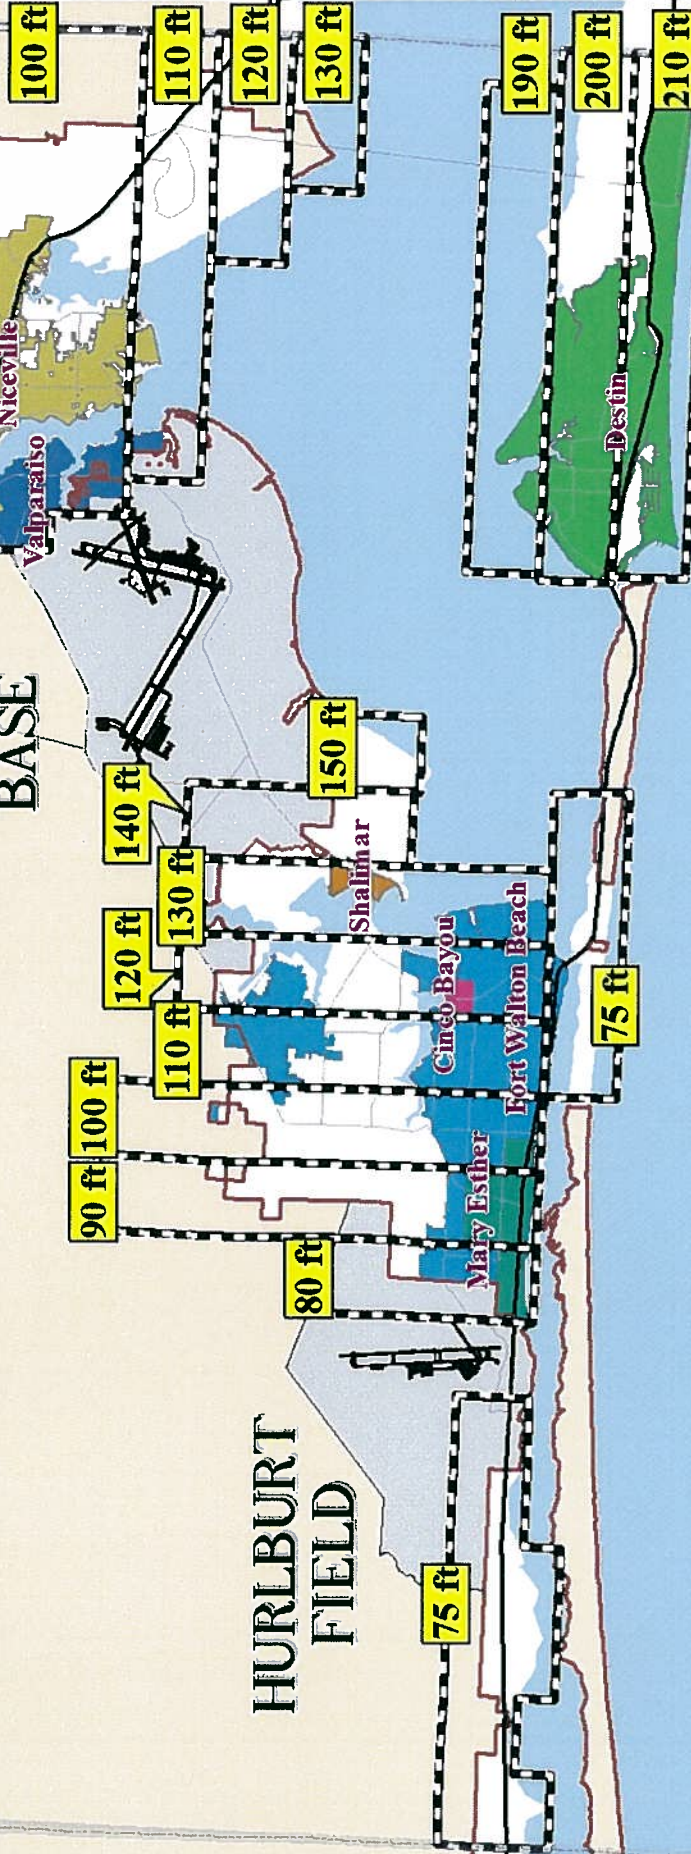 100 ft
110 ft
120 ft
130 ft
190 ft
200 ft
210 ft
Niceville
Valparaiso
Destin
BASE
150 ft
140 ft
130 ft
120 ft
110 ft
100 ft
90 ft
80 ft
Shalimar
Cinco Bayou
Fort Walton Beach
Mary Esther
75 ft
HURLBURT
FIELD
75 ft